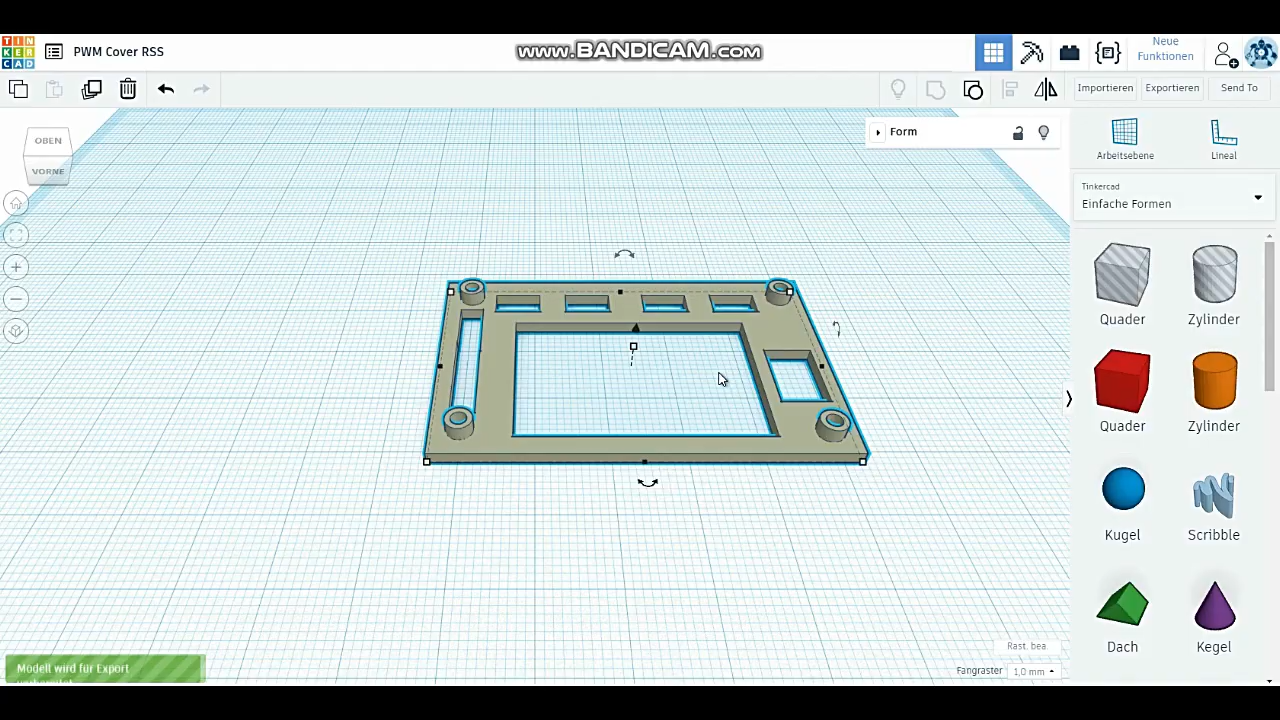 www.BANDICAM.com
TIN
KER
CAD
PWM Cover RSS
Neue
Funktionen
Importieren
Exportieren
Send To
OBEN
VORNE
Form
Arbeitsebene
Lineal
Tinkercad
Einfache Formen
Quader
Zylinder
Quader
Zylinder
Kugel
Scribble
Dach
Kegel
Rast. bea.
Fangraster
1,0 mm
Modell wird für Export
vorbereitet